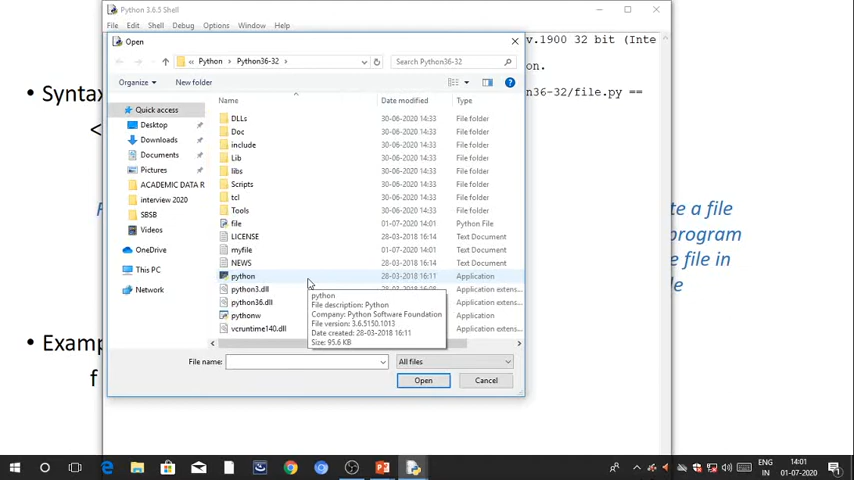 Python 3.6.5 Shell
File Edit Shell Debug Options Window Help
v.1900 32 bit (Inte
on.
n36-32/file.py ==
Open
« Python > Python36-32 >
Search Python36-32
Organize
New folder
Name
Date modified
Type
Quick access
Desktop
Downloads
Documents
Pictures
ACADEMIC DATA R
interview 2020
SBSB
Videos
OneDrive
This PC
Network
DLLs 30-06-2020 14:33 File folder
Doc 30-06-2020 14:33 File folder
include 30-06-2020 14:33 File folder
Lib 30-06-2020 14:33 File folder
libs 30-06-2020 14:33 File folder
Scripts 30-06-2020 14:33 File folder
tcl 30-06-2020 14:33 File folder
Tools 30-06-2020 14:33 File folder
file 01-07-2020 14:00 Python File
LICENSE 28-03-2018 16:14 Text Document
myfile 01-07-2020 14:01 Text Document
NEWS 28-03-2018 16:14 Text Document
python 28-03-2018 16:11 Application
python3.dll Application extens...
python36.dll Application extens...
pythonw Application
vcruntime140.dll Application extens...
python
File description: Python
Company: Python Software Foundation
File version: 3.6.5150.1013
Date created: 28-03-2018 16:11
Size: 95.6 KB
File name:
All files
Open
Cancel
• Syntax
<
te a file
program
e file in
le
• Examp
f
ENG
IN
14:01
01-07-2020